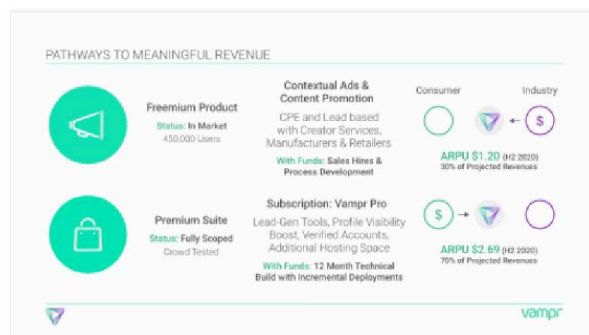 PATHWAYS TO MEANINGFUL REVENUE
Freemium Product
Status: In Market
450,000 Users
Contextual Ads &
Content Promotion
CPE and Lead based
with Creator Services,
Manufacturers & Retailers
With Funds: Sales Hires &
Process Development
Consumer
Industry
$
ARPU $1.20 (H2 2020)
30% of Projected Revenues
Premium Suite
Status: Fully Scoped
Crowd Tested
Subscription: Vampr Pro
Lead-Gen Tools, Profile Visibility
Boost, Verified Accounts,
Additional Hosting Space
With Funds: 12 Month Technical
Build with Incremental Deployments
$
ARPU $2.69 (H2 2020)
70% of Projected Revenues
vampr